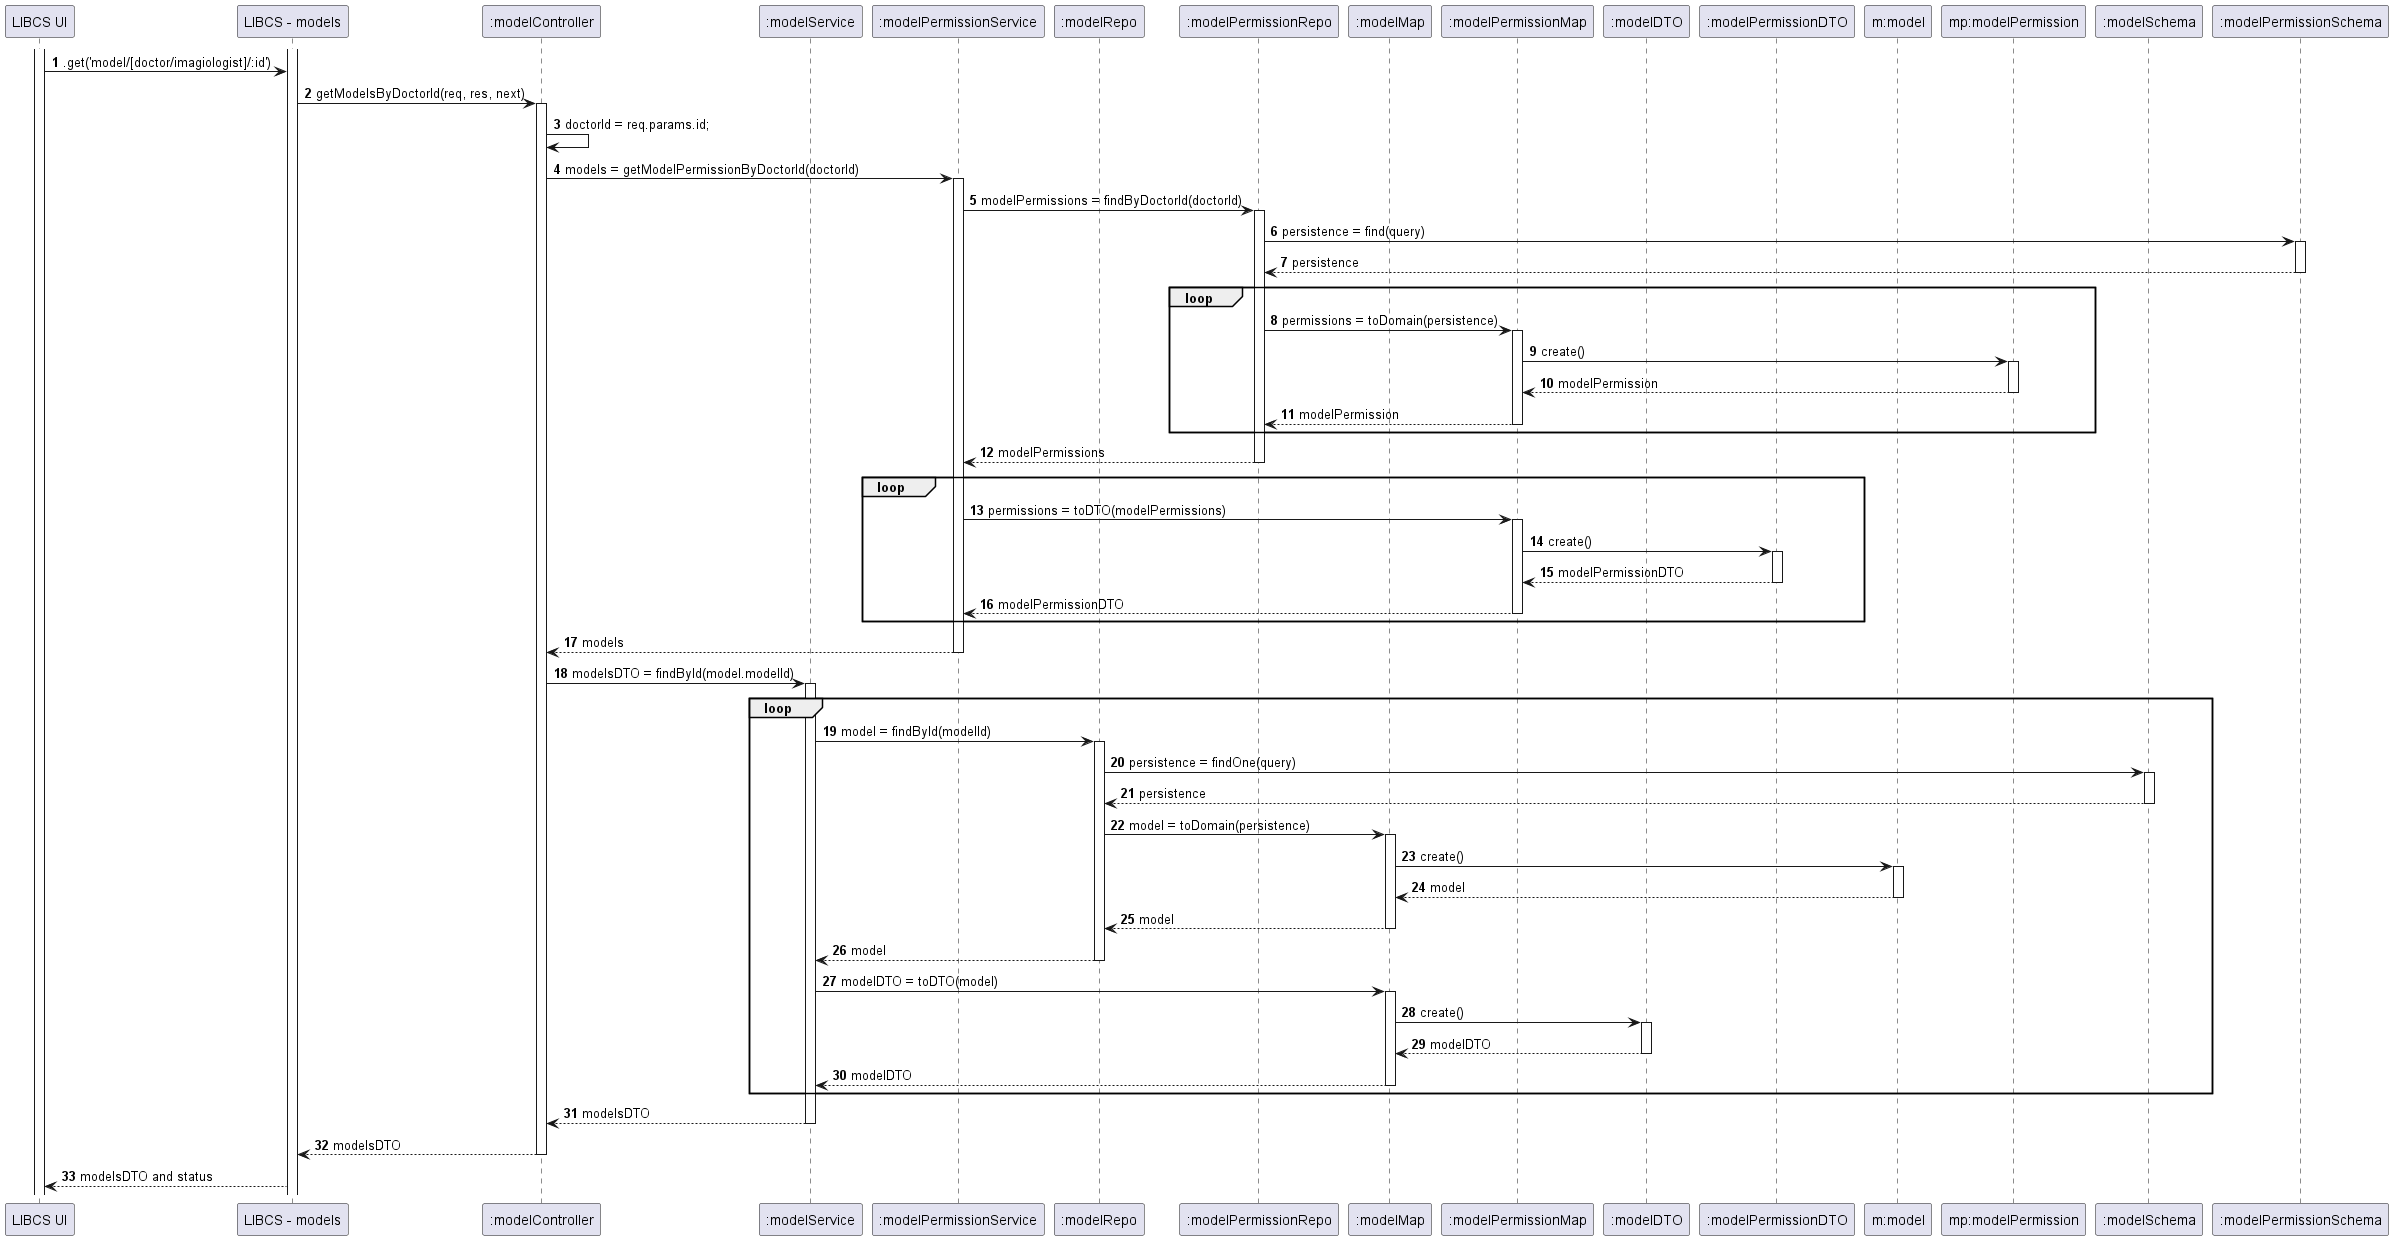 LIBCS UI
LIBCS - models
:modelController
:modelService
:modelPermissionService
:modelRepo
:modelPermissionRepo
:modelMap
:modelPermissionMap
:modelDTO
:modelPermissionDTO
m:model
mp:modelPermission
:modelSchema
:modelPermissionSchema
1 .get('model/[doctor/imagiologist]/:id')
2 getModelsByDoctorId(req, res, next)
3 doctorId = req.params.id;
4 models = getModelPermissionByDoctorId(doctorId)
5 modelPermissions = findByDoctorId(doctorId)
6 persistence = find(query)
7 persistence
loop
8 permissions = toDomain(persistence)
9 create()
10 modelPermission
11 modelPermission
12 modelPermissions
loop
13 permissions = toDTO(modelPermissions)
14 create()
15 modelPermissionDTO
16 modelPermissionDTO
17 models
18 modelsDTO = findById(model.modelId)
loop
19 model = findById(modelId)
20 persistence = findOne(query)
21 persistence
22 model = toDomain(persistence)
23 create()
24 model
25 model
26 model
27 modelDTO = toDTO(model)
28 create()
29 modelDTO
30 modelDTO
31 modelsDTO
32 modelsDTO
33 modelsDTO and status
LIBCS UI
LIBCS - models
:modelController
:modelService
:modelPermissionService
:modelRepo
:modelPermissionRepo
:modelMap
:modelPermissionMap
:modelDTO
:modelPermissionDTO
m:model
mp:modelPermission
:modelSchema
:modelPermissionSchema